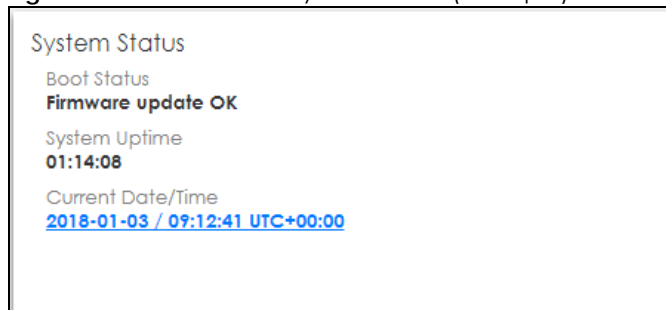 System Status
Boot Status
Firmware update OK
System Uptime
01:14:08
Current Date/Time
2018-01-03 / 09:12:41 UTC+00:00